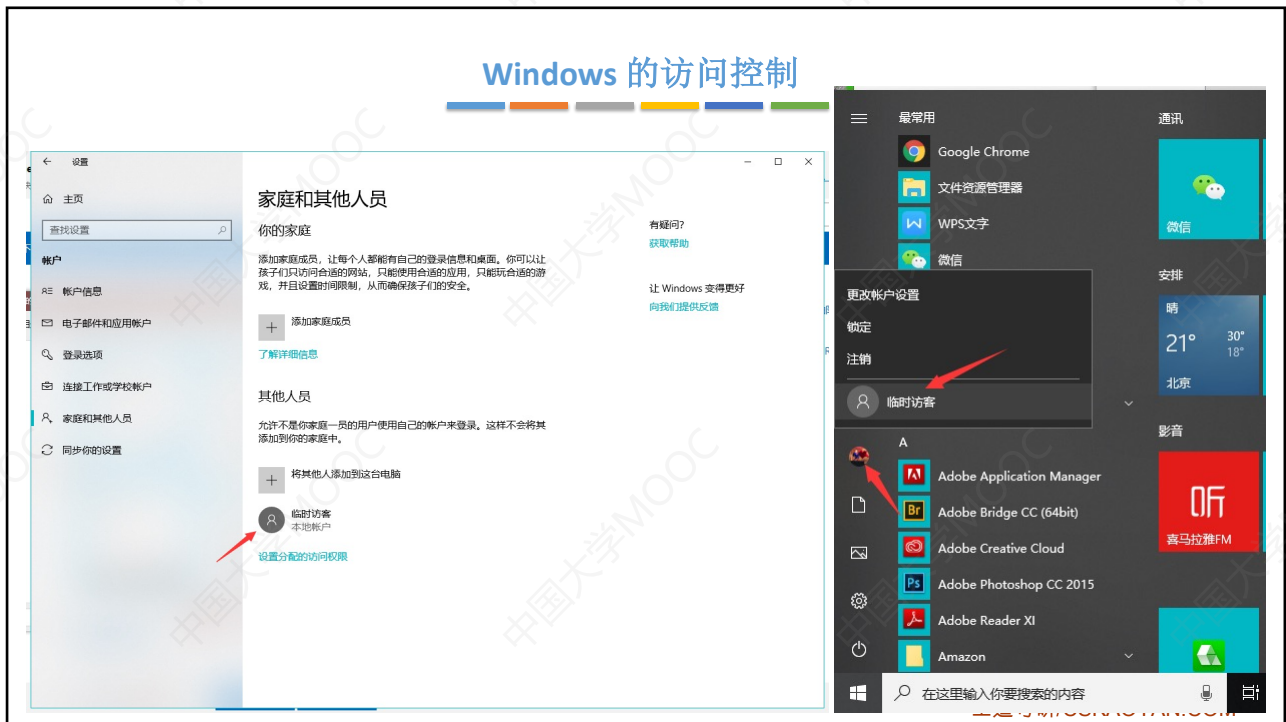 Windows 的访问控制
设置
主页
查找设置
帐户
帐户信息
电子邮件和应用帐户
登录选项
连接工作或学校帐户
家庭和其他人员
同步你的设置
家庭和其他人员
你的家庭
添加家庭成员，让每个人都能有自己的登录信息和桌面。你可以让
孩子们只访问合适的网站，只能使用合适的应用，只能玩合适的游
戏，并且设置时间限制，从而确保孩子们的安全。
添加家庭成员
了解详细信息
其他人员
允许不是你家庭一员的用户使用自己的帐户来登录。这样不会将其
添加到你的家庭中。
将其他人添加到这台电脑
临时访客
本地帐户
设置分配的访问权限
有疑问?
获取帮助
让 Windows 变得更好
向我们提供反馈
最常用
Google Chrome
文件资源管理器
WPS文字
微信
更改帐户设置
锁定
注销
临时访客
A
Adobe Application Manager
Adobe Bridge CC (64bit)
Adobe Creative Cloud
Adobe Photoshop CC 2015
Adobe Reader XI
Amazon
在这里输入你要搜索的内容
通讯
微信
安排
晴
21° 30°
18°
北京
影音
听
喜马拉雅FM
中国大学MOOC